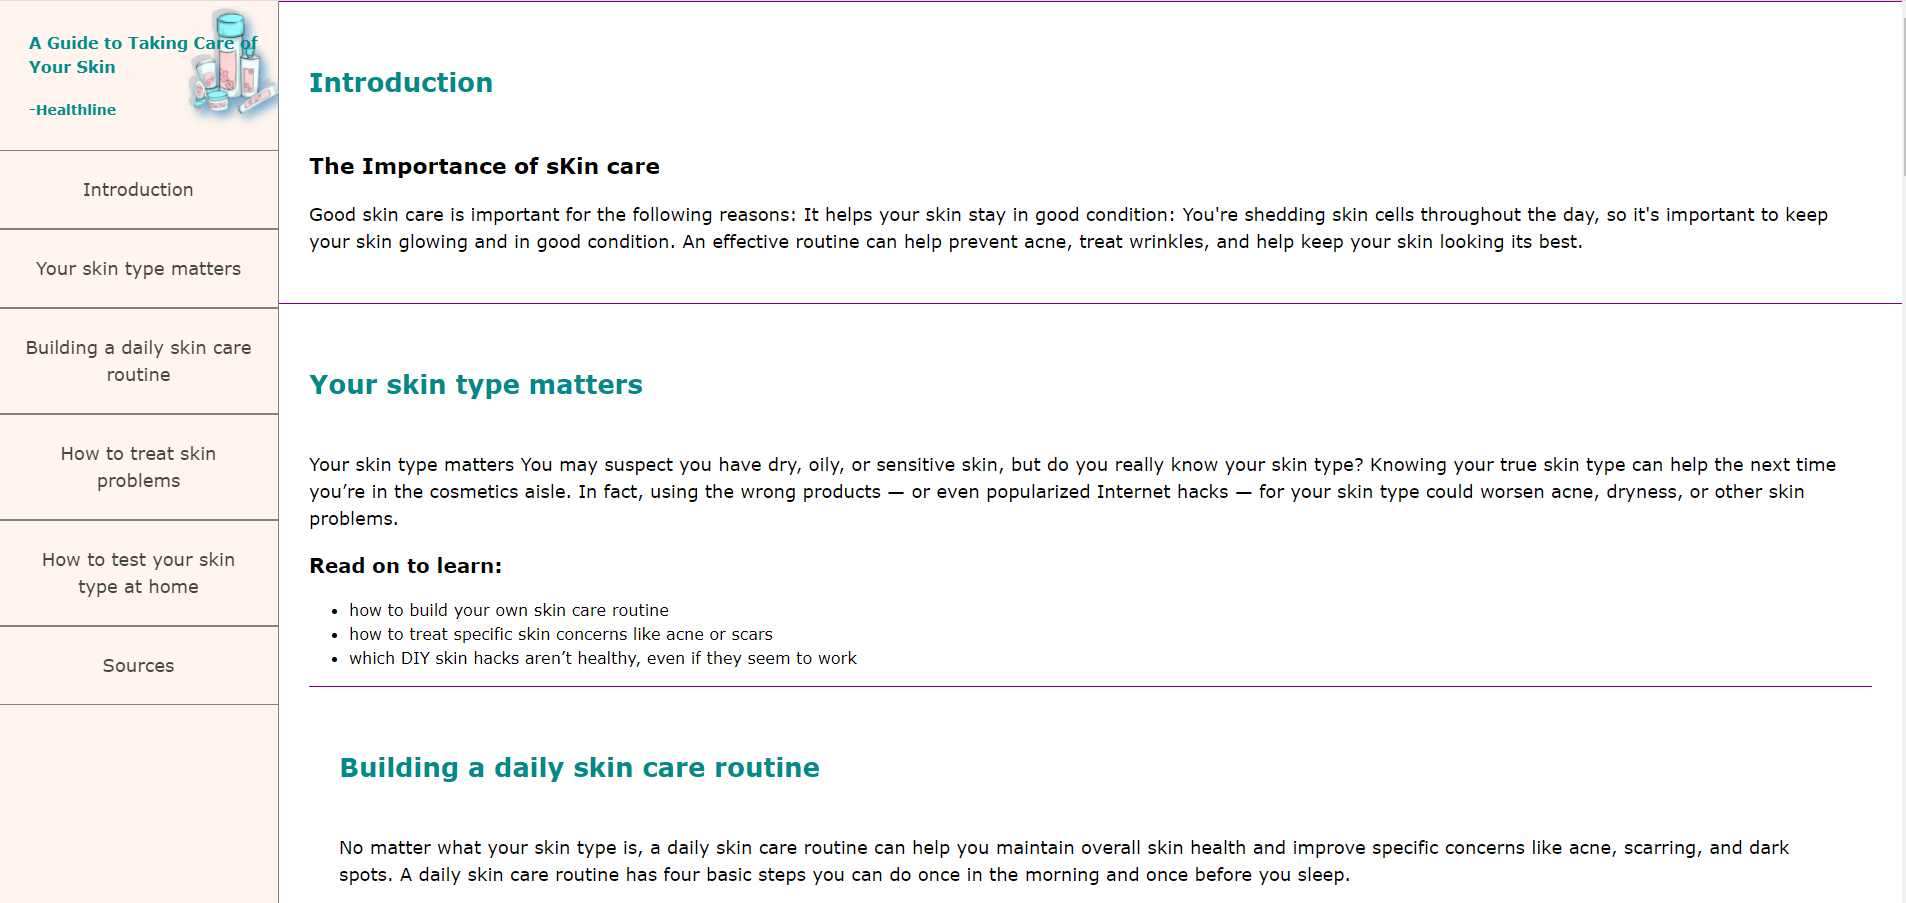 A Guide to Taking Care of
Your Skin
-Healthline
Introduction
Your skin type matters
Building a daily skin care
routine
How to treat skin
problems
How to test your skin
type at home
Sources
Introduction
The Importance of sKin care
Good skin care is important for the following reasons: It helps your skin stay in good condition: You're shedding skin cells throughout the day, so it's important to keep
your skin glowing and in good condition. An effective routine can help prevent acne, treat wrinkles, and help keep your skin looking its best.
Your skin type matters
Your skin type matters You may suspect you have dry, oily, or sensitive skin, but do you really know your skin type? Knowing your true skin type can help the next time
you’re in the cosmetics aisle. In fact, using the wrong products — or even popularized Internet hacks — for your skin type could worsen acne, dryness, or other skin
problems.
Read on to learn:
• how to build your own skin care routine
• how to treat specific skin concerns like acne or scars
• which DIY skin hacks aren’t healthy, even if they seem to work
Building a daily skin care routine
No matter what your skin type is, a daily skin care routine can help you maintain overall skin health and improve specific concerns like acne, scarring, and dark
spots. A daily skin care routine has four basic steps you can do once in the morning and once before you sleep.